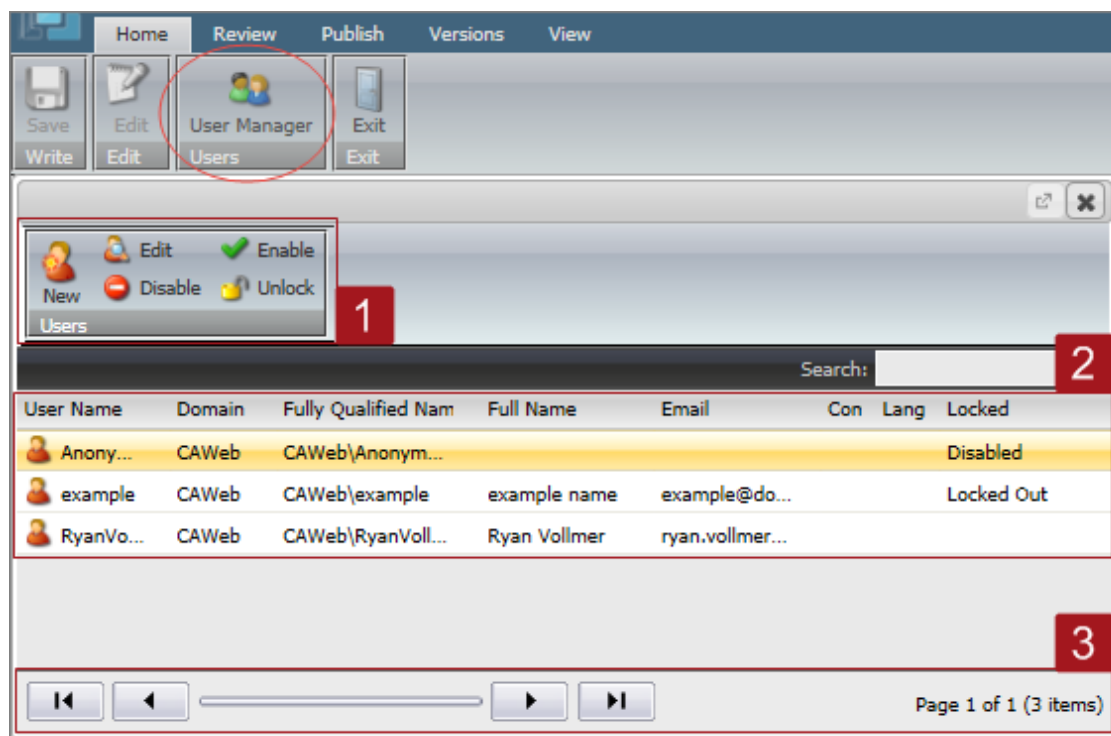 Home Review Publish Versions View
Save Edit User Manager Exit
Write Edit Users Exit
Edit Enable
New Disable Unlock
Users
1
Search:
2
User Name Domain Fully Qualified Nam Full Name Email Con Lang Locked
Anony... CAWeb CAWeb\Anonym... Disabled
example CAWeb CAWeb\example example name example@do... Locked Out
RyanVo... CAWeb CAWeb\RyanVoll... Ryan Vollmer ryan.vollmer...
3
Page 1 of 1 (3 items)